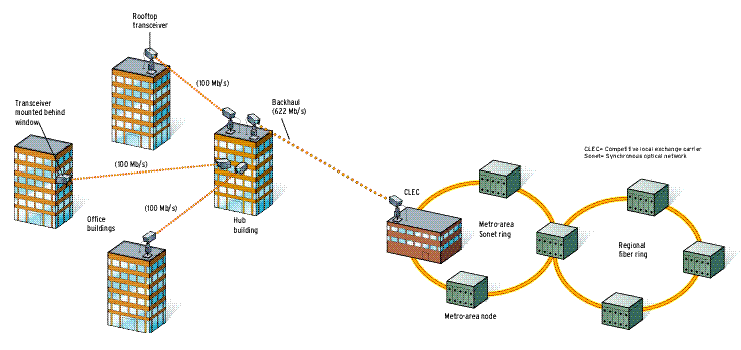 Rooftop
transceiver
(100 Mb/s)
Backhaul
(622 Mb/s)
Transceiver
mounted behind
window
(100 Mb/s)
(100 Mb/s)
Office
buildings
Hub
building
CLEC
CLEC= Competitive local exchange carrier
Sonet= Synchronous optical network
Metro-area
Sonet ring
Regional
fiber ring
Metro-area node